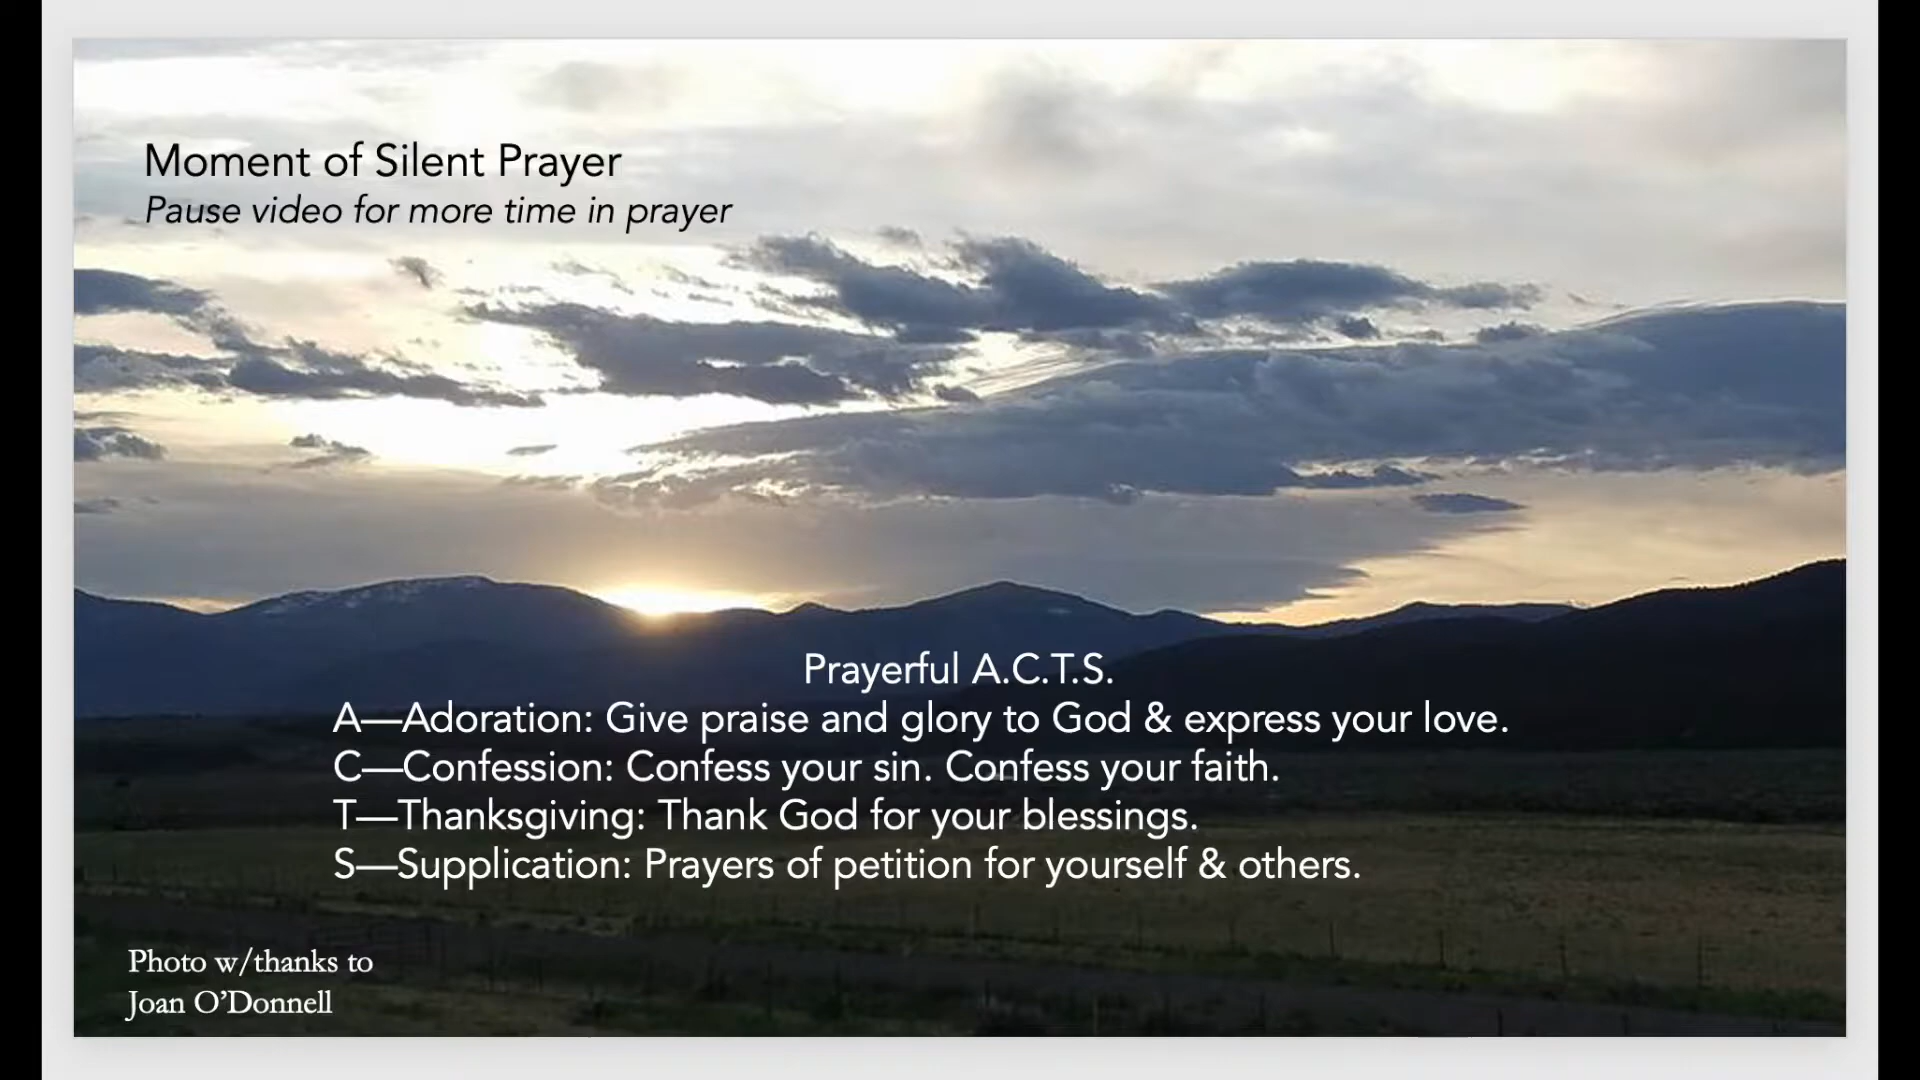 Moment of Silent Prayer
Pause video for more time in prayer
Prayerful A.C.T.S.
A—Adoration: Give praise and glory to God & express your love.
C—Confession: Confess your sin. Confess your faith.
T—Thanksgiving: Thank God for your blessings.
S—Supplication: Prayers of petition for yourself & others.
Photo w/thanks to
Joan O’Donnell